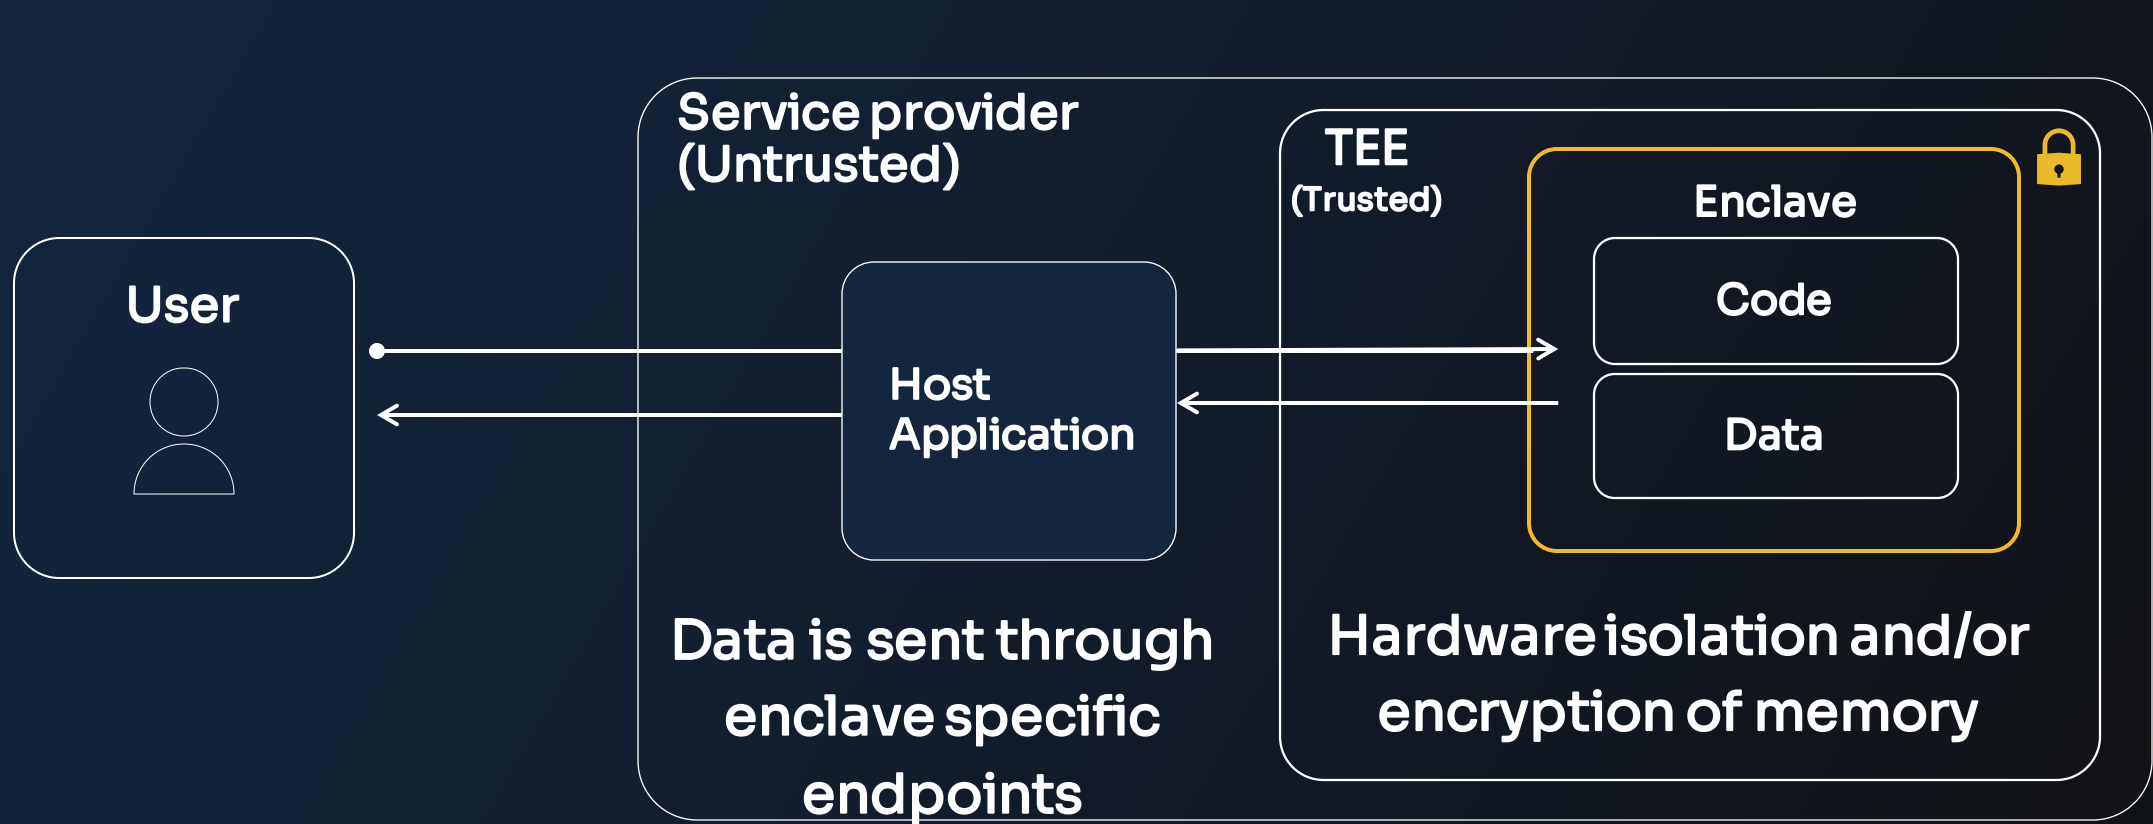 Service provider
(Untrusted)
TEE
(Trusted)
Enclave
Code
Data
User
Host
Application
Data is sent through
enclave specific
endpoints
Hardware isolation and/or
encryption of memory